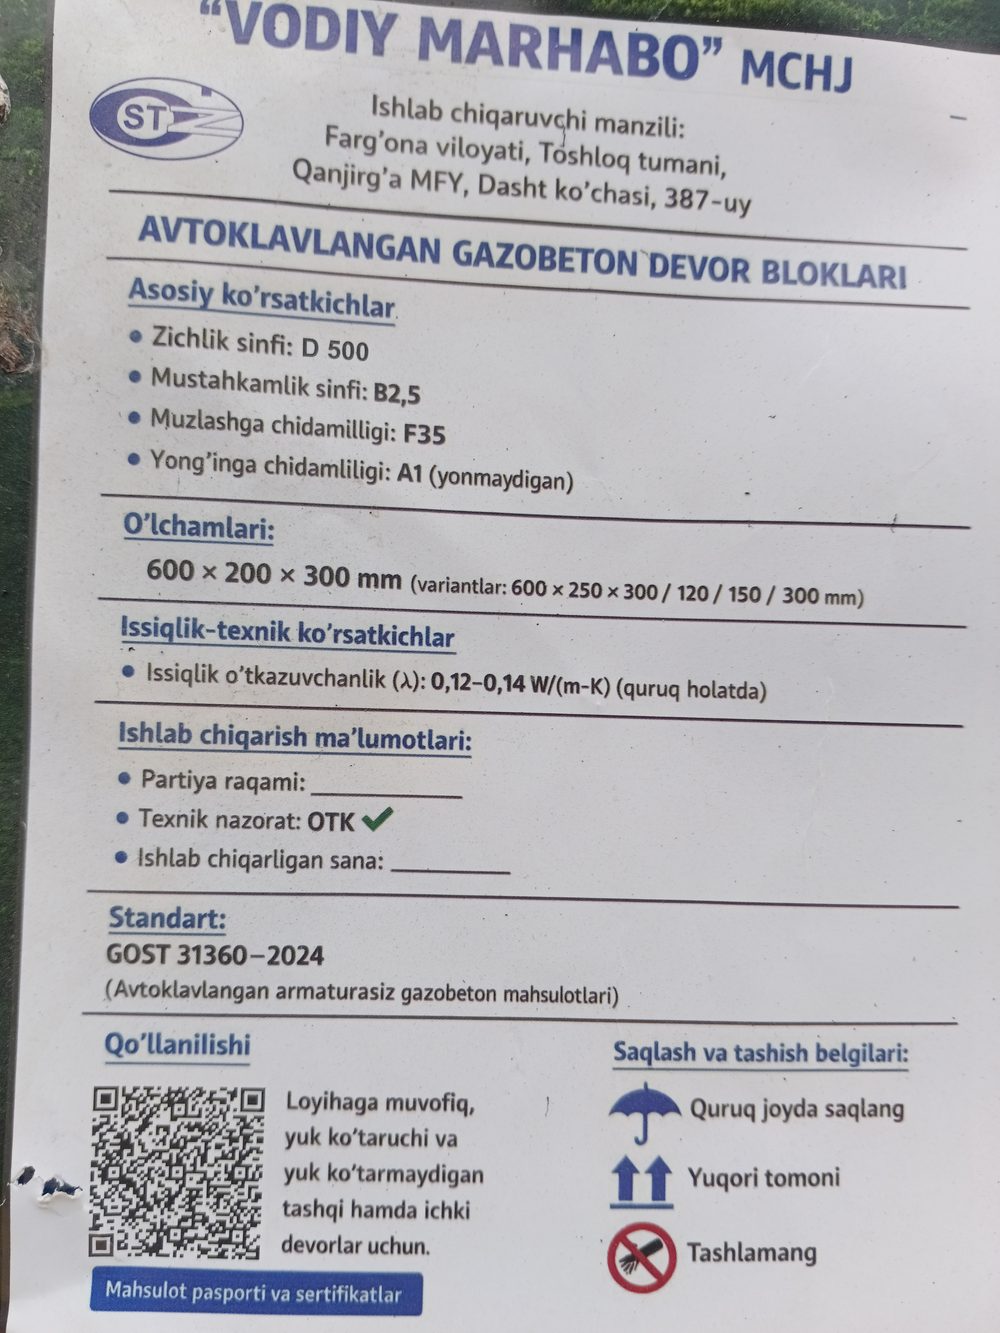 “VODIY MARHABO” MCHJ
ST
Ishlab chiqaruvchi manzili:
Farg’ona viloyati, Toshloq tumani,
Qanjirg’a MFY, Dasht ko’chasi, 387-uy
AVTOKLAVLANGAN GAZOBETON DEVOR BLOKLARI
Asosiy ko’rsatkichlar
• Zichlik sinfi: D 500
• Mustahkamlik sinfi: B2,5
• Muzlashga chidamilligi: F35
• Yong’inga chidamliligi: A1 (yonmaydigan)
O’lchamlari:
600 × 200 × 300 mm (variantlar: 600 × 250 × 300 / 120 / 150 / 300 mm)
Issiqlik-texnik ko’rsatkichlar
• Issiqlik o’tkazuvchanlik (λ): 0,12–0,14 W/(m-K) (quruq holatda)
Ishlab chiqarish ma’lumotlari:
• Partiya raqami: ___________
• Texnik nazorat: OTK ✔
• Ishlab chiqarligan sana: _________
Standart:
GOST 31360–2024
(Avtoklavlangan armaturasiz gazobeton mahsulotlari)
Qo’llanilishi
Loyihaga muvofiq,
yuk ko’taruchi va
yuk ko’tarmaydigan
tashqi hamda ichki
devorlar uchun.
Mahsulot pasporti va sertifikatlar
Saqlash va tashish belgilari:
Quruq joyda saqlang
Yuqori tomoni
Tashlamang